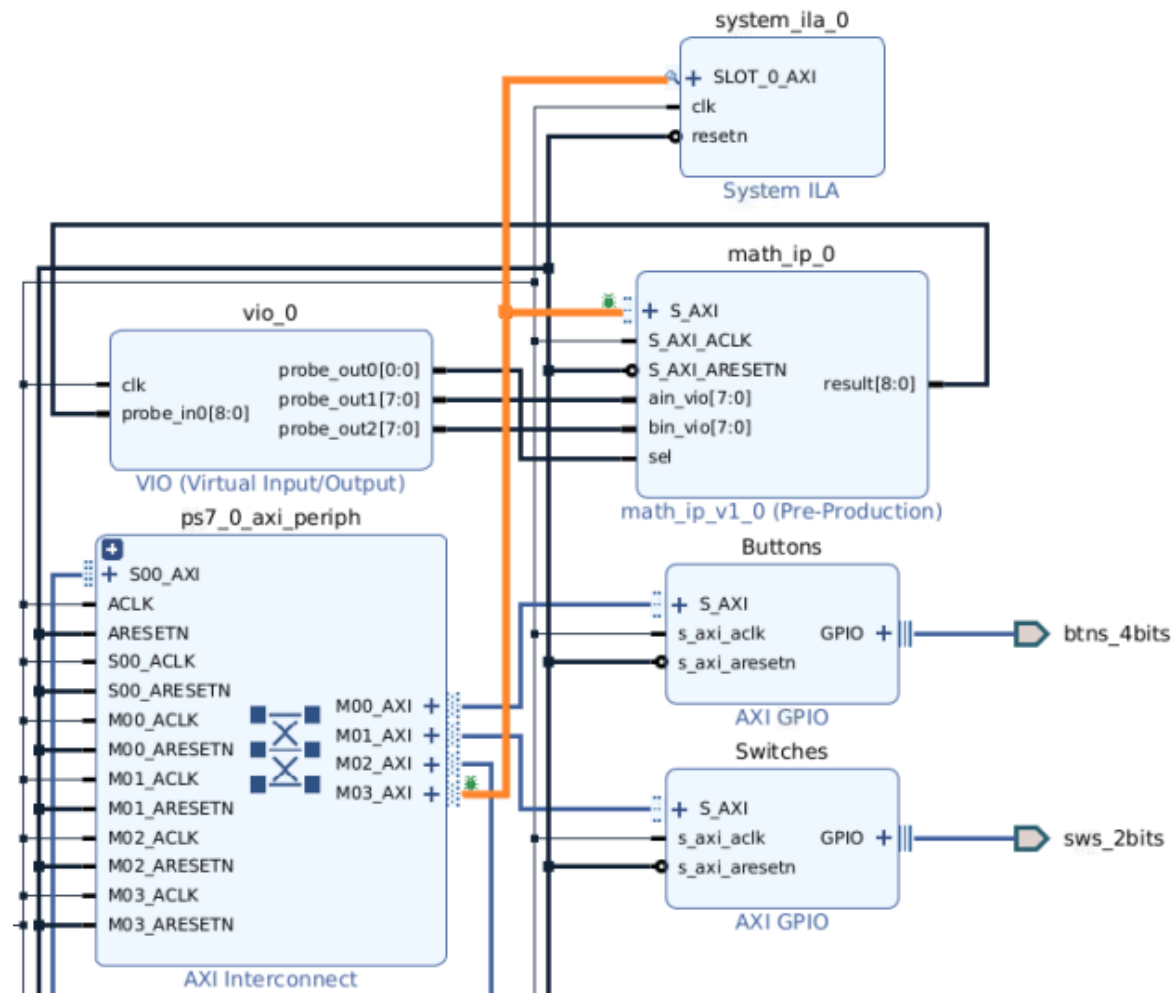 system_ila_0
SLOT_0_AXI
clk
resetn
System ILA
math_ip_0
S_AXI
S_AXI_ACLK
S_AXI_ARESETN
ain_vio[7:0]
bin_vio[7:0]
sel
result[8:0]
math_ip_v1_0 (Pre-Production)
vio_0
clk
probe_in0[8:0]
probe_out0[0:0]
probe_out1[7:0]
probe_out2[7:0]
VIO (Virtual Input/Output)
ps7_0_axi_periph
S00_AXI
ACLK
ARESETN
S00_ACLK
S00_ARESETN
M00_ACLK
M00_ARESETN
M01_ACLK
M01_ARESETN
M02_ACLK
M02_ARESETN
M03_ACLK
M03_ARESETN
M00_AXI
M01_AXI
M02_AXI
M03_AXI
AXI Interconnect
Buttons
S_AXI
s_axi_aclk
s_axi_aresetn
GPIO
AXI GPIO
btns_4bits
Switches
S_AXI
s_axi_aclk
s_axi_aresetn
GPIO
AXI GPIO
sws_2bits